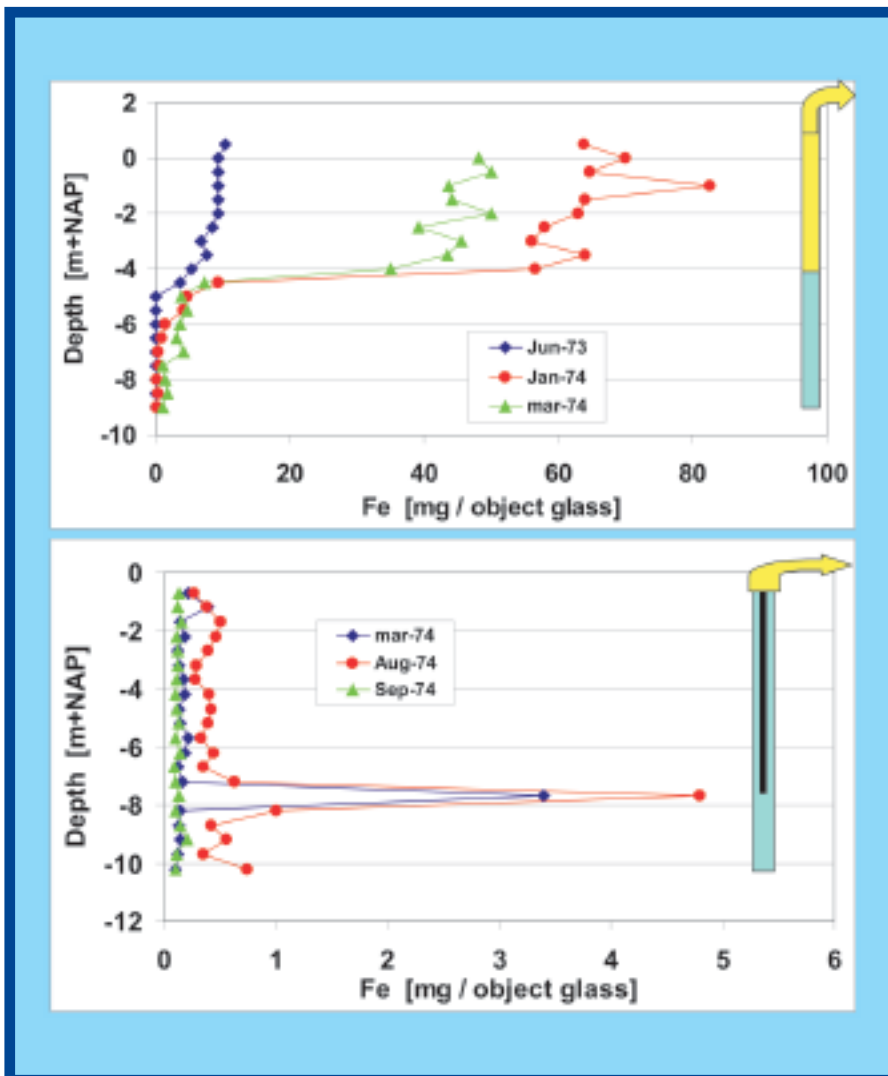 2
0
-2
-4
-6
-8
-10
Depth [m+NAP]
Jun-73
Jan-74
mar-74
0 20 40 60 80 100
Fe [mg / object glass]
0
-2
-4
-6
-8
-10
-12
Depth [m+NAP]
mar-74
Aug-74
Sep-74
0 1 2 3 4 5 6
Fe [mg / object glass]